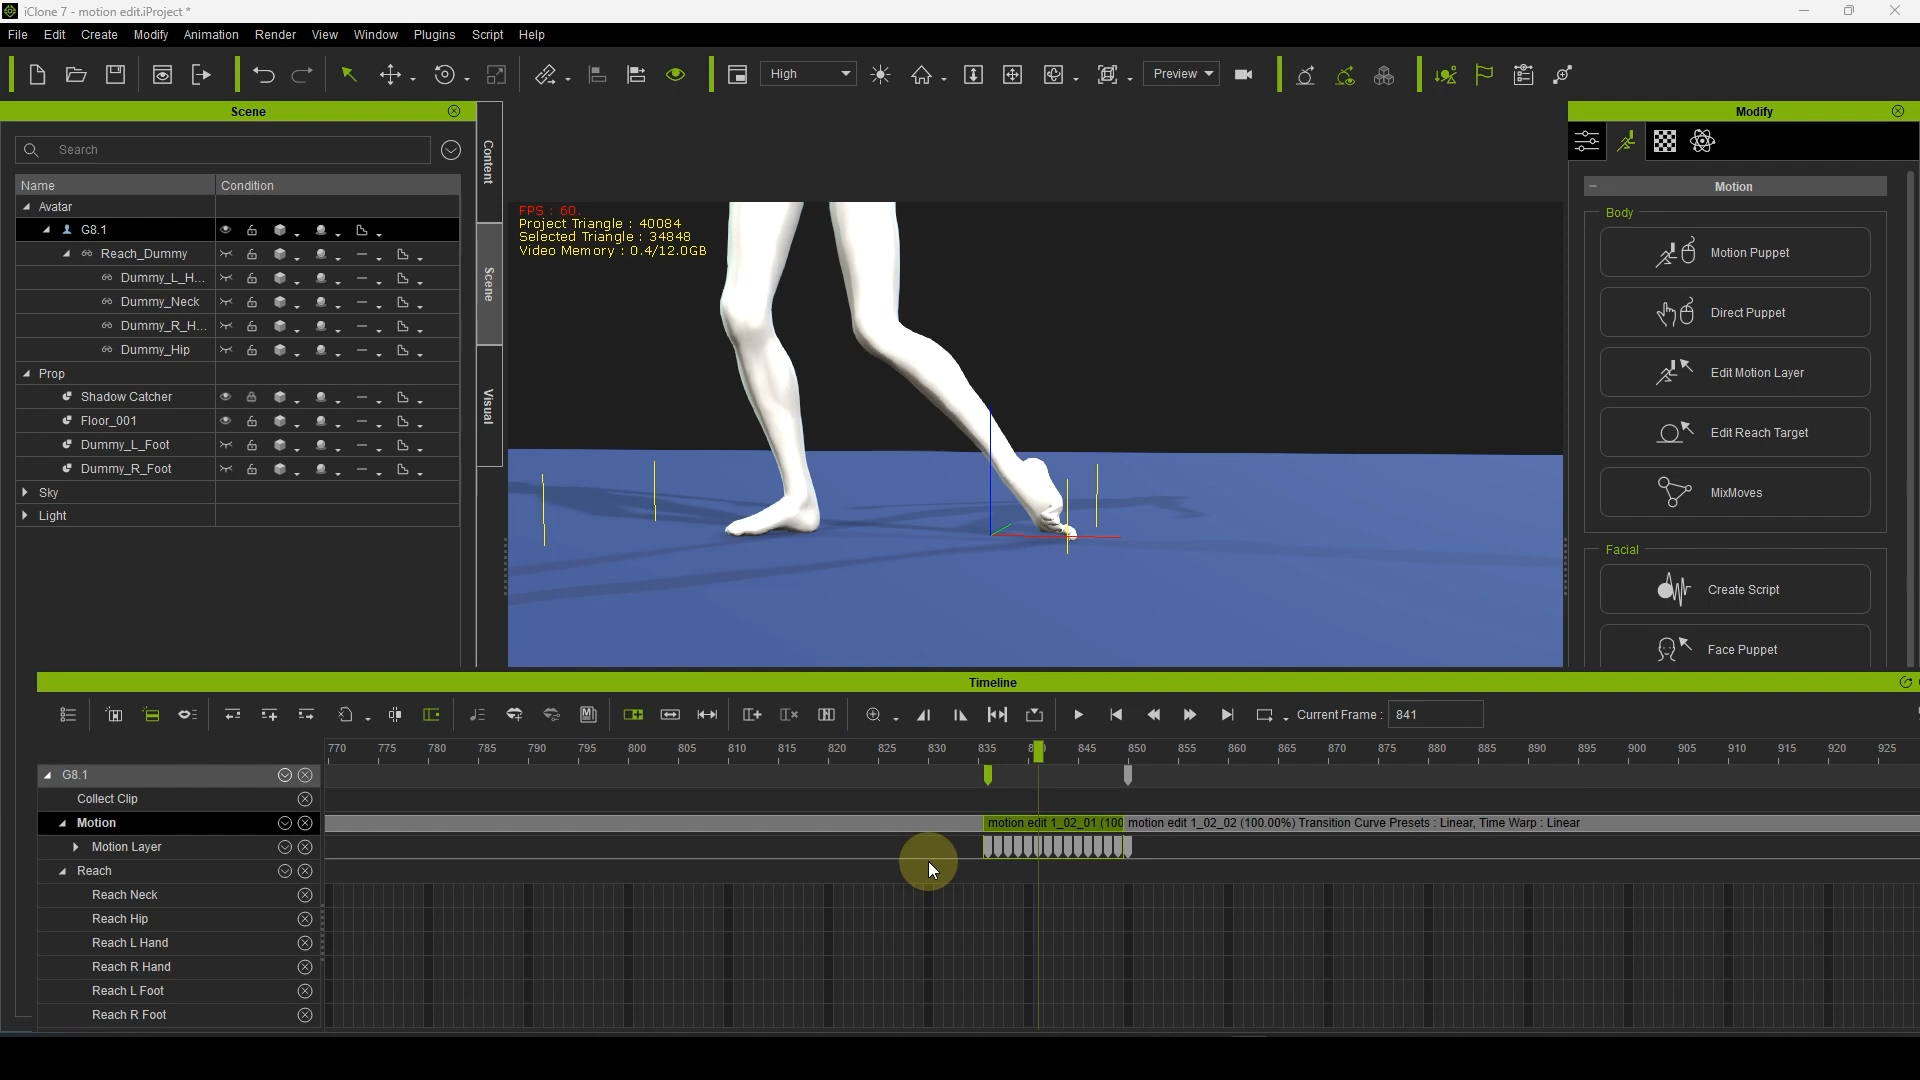 iClone 7 - motion edit.iProject *
File Edit Create Modify Animation Render View Window Plugins Script Help
High
Preview
Scene
Search
Name Condition
Avatar
G8.1
Reach_Dummy
Dummy_L_H...
Dummy_Neck
Dummy_R_H...
Dummy_Hip
Prop
Shadow Catcher
Floor_001
Dummy_L_Foot
Dummy_R_Foot
Sky
Light
Content
Scene
Visual
FPS : 60.
Project Triangle : 40084
Selected Triangle : 34848
Video Memory : 0.4/12.0GB
Modify
Motion
Body
Motion Puppet
Direct Puppet
Edit Motion Layer
Edit Reach Target
MixMoves
Facial
Create Script
Face Puppet
Timeline
Current Frame : 841
770 775 780 785 790 795 800 805 810 815 820 825 830 835 845 850 855 860 865 870 875 880 885 890 895 900 905 910 915 920 925
G8.1
Collect Clip
Motion
motion edit 1_02_01 (100 motion edit 1_02_02 (100.00%) Transition Curve Presets : Linear, Time Warp : Linear
Motion Layer
Reach
Reach Neck
Reach Hip
Reach L Hand
Reach R Hand
Reach L Foot
Reach R Foot